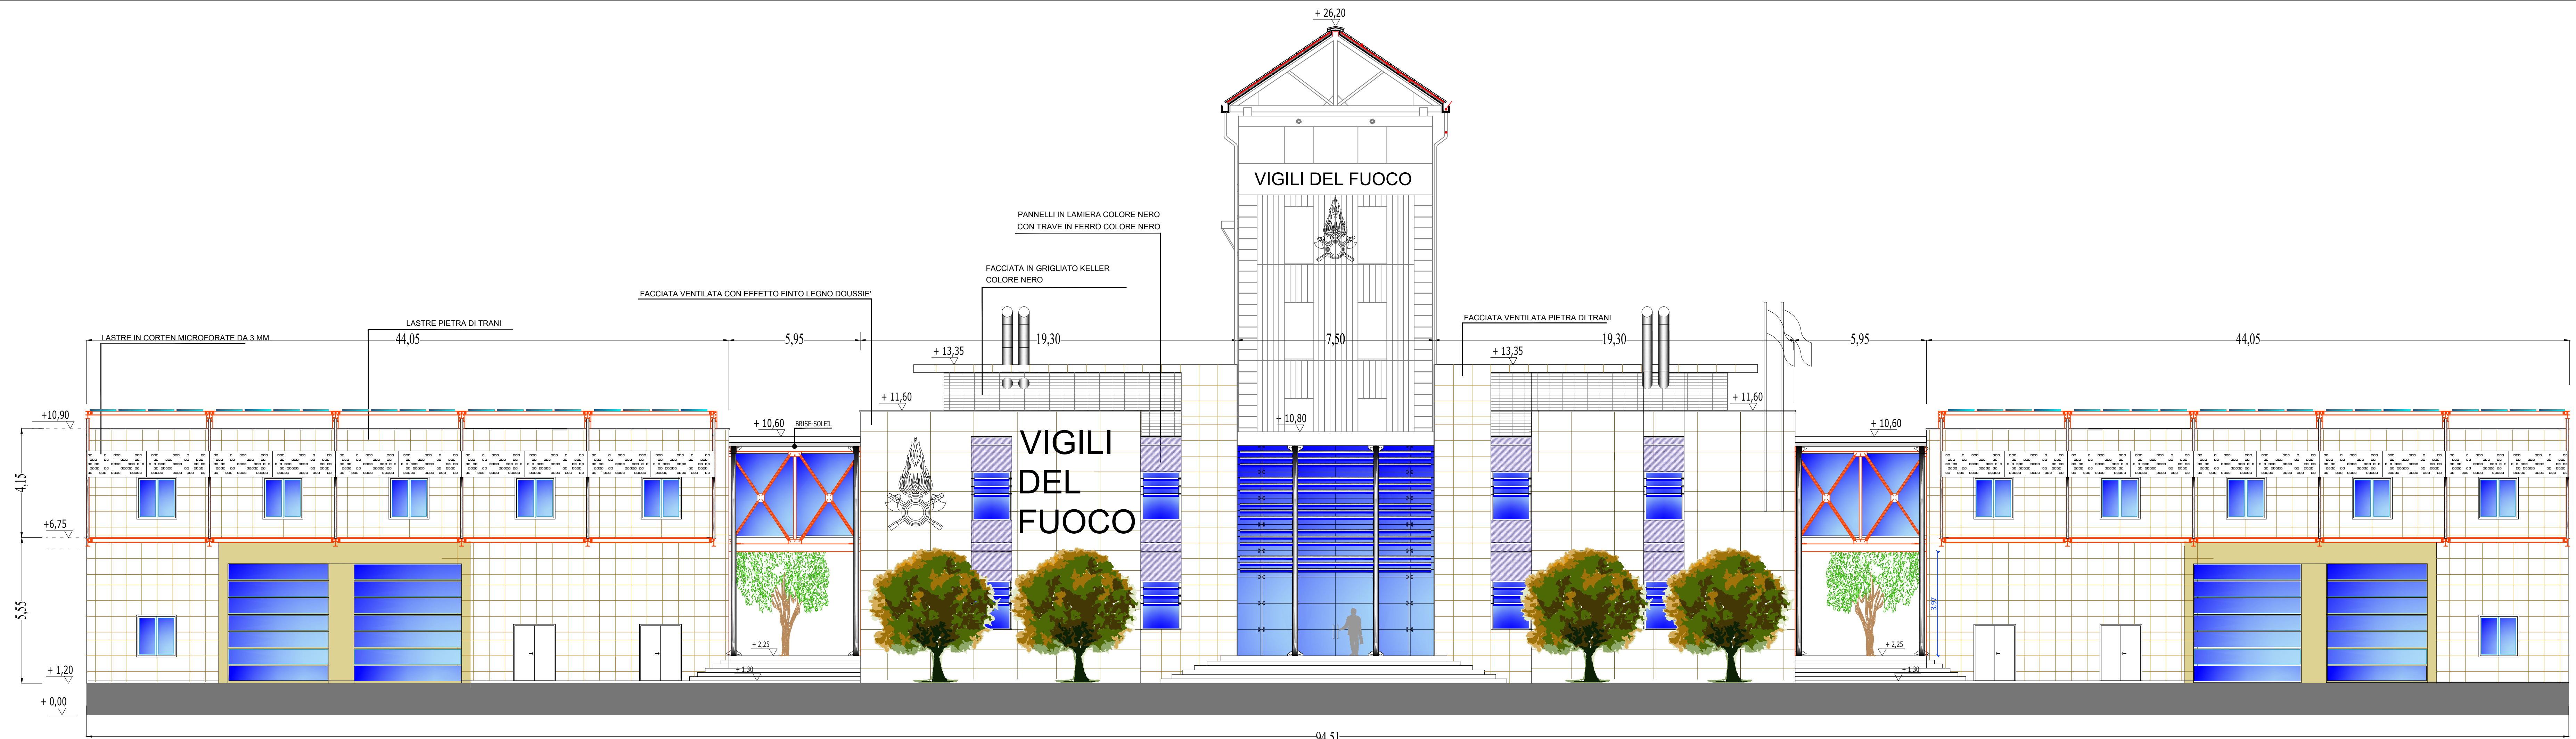 + 26,20
VIGILI DEL FUOCO
PANNELLI IN LAMIERA COLORE NERO
CON TRAVE IN FERRO COLORE NERO
FACCIATA IN GRIGLIATO KELLER
COLORE NERO
FACCIATA VENTILATA CON EFFETTO FINTO LEGNO DOUSSIE'
LASTRE PIETRA DI TRANI
FACCIATA VENTILATA PIETRA DI TRANI
LASTRE IN CORTEN MICROFORATE DA 3 MM.
44,05
5,95
19,30
7,50
19,30
5,95
44,05
+ 13,35
+ 13,35
+ 11,60
+ 11,60
+10,90
+ 10,60
BRISE-SOLEIL
+ 10,80
+ 10,60
VIGILI
DEL
FUOCO
4,15
+6,75
5,55
3,97
+ 2,25
+ 2,25
+ 1,20
+ 1,30
+ 1,30
+ 0,00
94,51